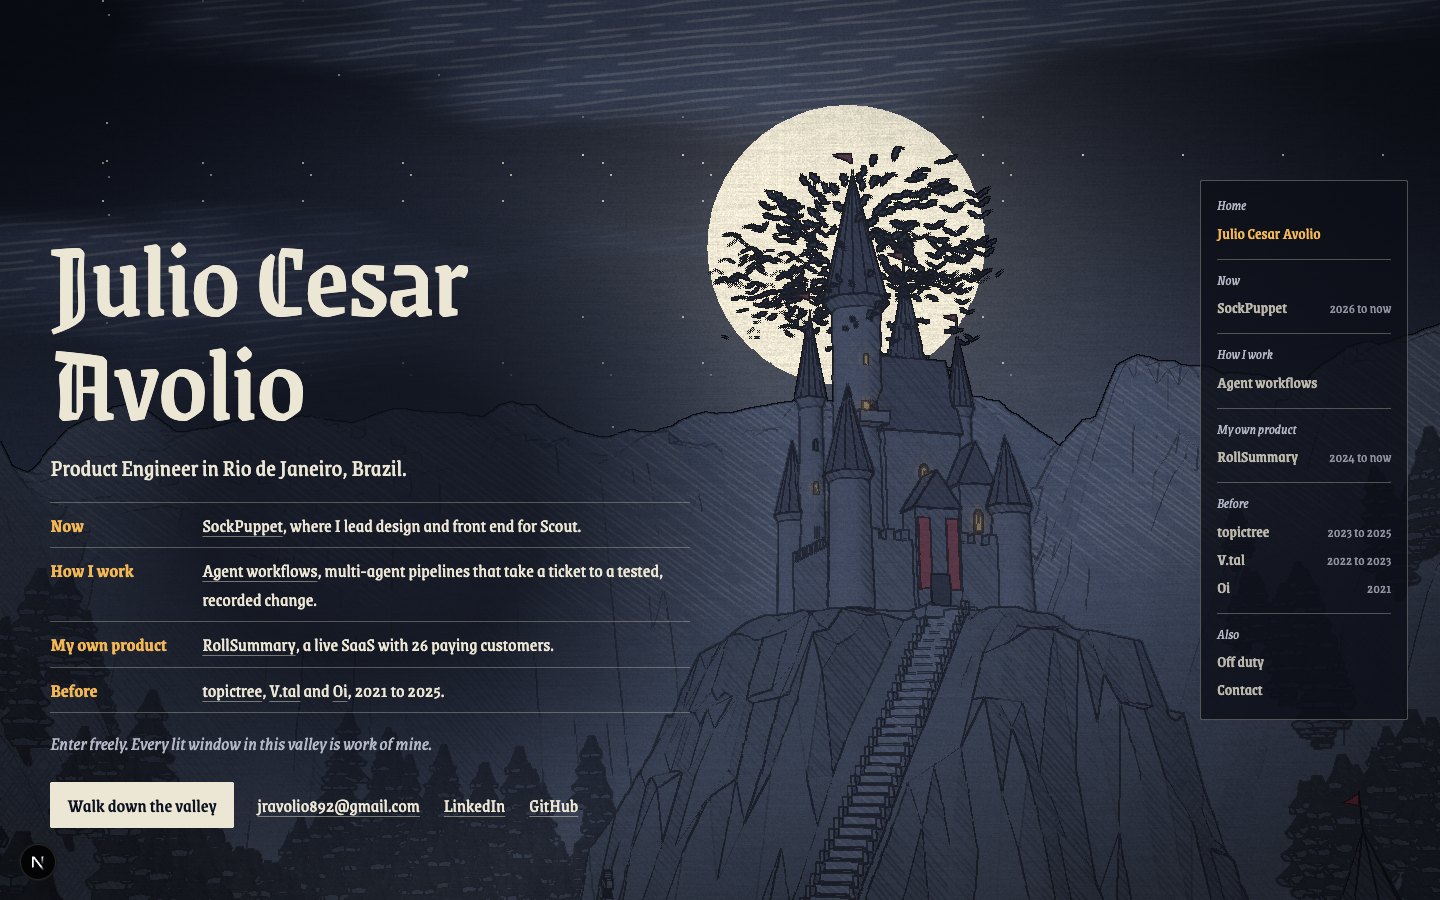 Julio Cesar
Avolio
Product Engineer in Rio de Janeiro, Brazil.
Now SockPuppet, where I lead design and front end for Scout.
How I work Agent workflows, multi-agent pipelines that take a ticket to a tested,
recorded change.
My own product RollSummary, a live SaaS with 26 paying customers.
Before topictree, V.tal and Oi, 2021 to 2025.
Enter freely. Every lit window in this valley is work of mine.
Walk down the valley jravolio892@gmail.com LinkedIn GitHub
N
Home
Julio Cesar Avolio
Now
SockPuppet 2026 to now
How I work
Agent workflows
My own product
RollSummary 2024 to now
Before
topictree 2023 to 2025
V.tal 2022 to 2023
Oi 2021
Also
Off duty
Contact